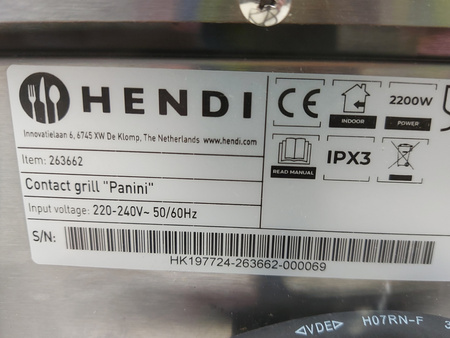 HENDI
Innovatielaan 6, 6745 XW De Klomp, The Netherlands www.hendi.com
Item: 263662
Contact grill "Panini"
Input voltage: 220-240V~ 50/60Hz
S/N:
HK197724-263662-000069
CE
INDOOR
2200W
POWER
READ MANUAL
IPX3
VDE H07RN-F 3